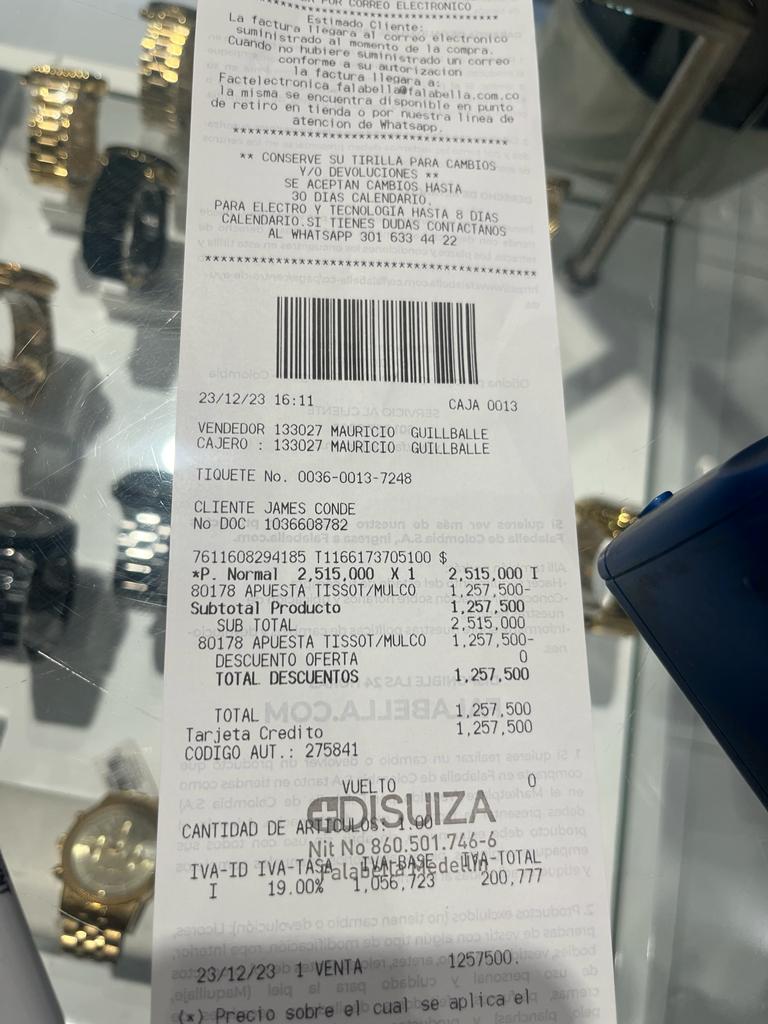 POR CORREO ELECTRONICO
****************************************
Estimado Cliente:
La factura llegara al correo electronico
suministrado al momento de la compra.
Cuando no hubiere suministrado un correo
conforme a su autorizacion
la factura llegara a:
Factelectronica_falabella@falabella.com.co
la misma se encuentra disponible en punto
de retiro en tienda o por nuestra linea de
atencion de Whatsapp.
****************************************
** CONSERVE SU TIRILLA PARA CAMBIOS
Y/O DEVOLUCIONES **
SE ACEPTAN CAMBIOS HASTA
30 DIAS CALENDARIO.
PARA ELECTRO Y TECNOLOGIA HASTA 8 DIAS
CALENDARIO.SI TIENES DUDAS CONTACTANOS
AL WHATSAPP 301 633 44 22
****************************************
23/12/23 16:11 CAJA 0013
VENDEDOR 133027 MAURICIO GUILLBALLE
CAJERO : 133027 MAURICIO GUILLBALLE
TIQUETE No. 0036-0013-7248
CLIENTE JAMES CONDE
No DOC 1036608782
7611608294185 T1166173705100 $
*P. Normal 2,515,000 X 1 2,515,000 I
80178 APUESTA TISSOT/MULCO 1,257,500-
Subtotal Producto 1,257,500
SUB TOTAL 2,515,000
80178 APUESTA TISSOT/MULCO 1,257,500-
DESCUENTO OFERTA 0
TOTAL DESCUENTOS 1,257,500
TOTAL 1,257,500
Tarjeta Credito 1,257,500
CODIGO AUT.: 275841
VUELTO 0
DISUIZA
CANTIDAD DE ARTICULOS: 1.00
Nit No 860.501.746-6
IVA-ID IVA-TASA IVA-BASE IVA-TOTAL
Falabella Medellin
I 19.00% 1,056,723 200,777
23/12/23 1 VENTA 1257500.
(*) Precio sobre el cual se aplica el